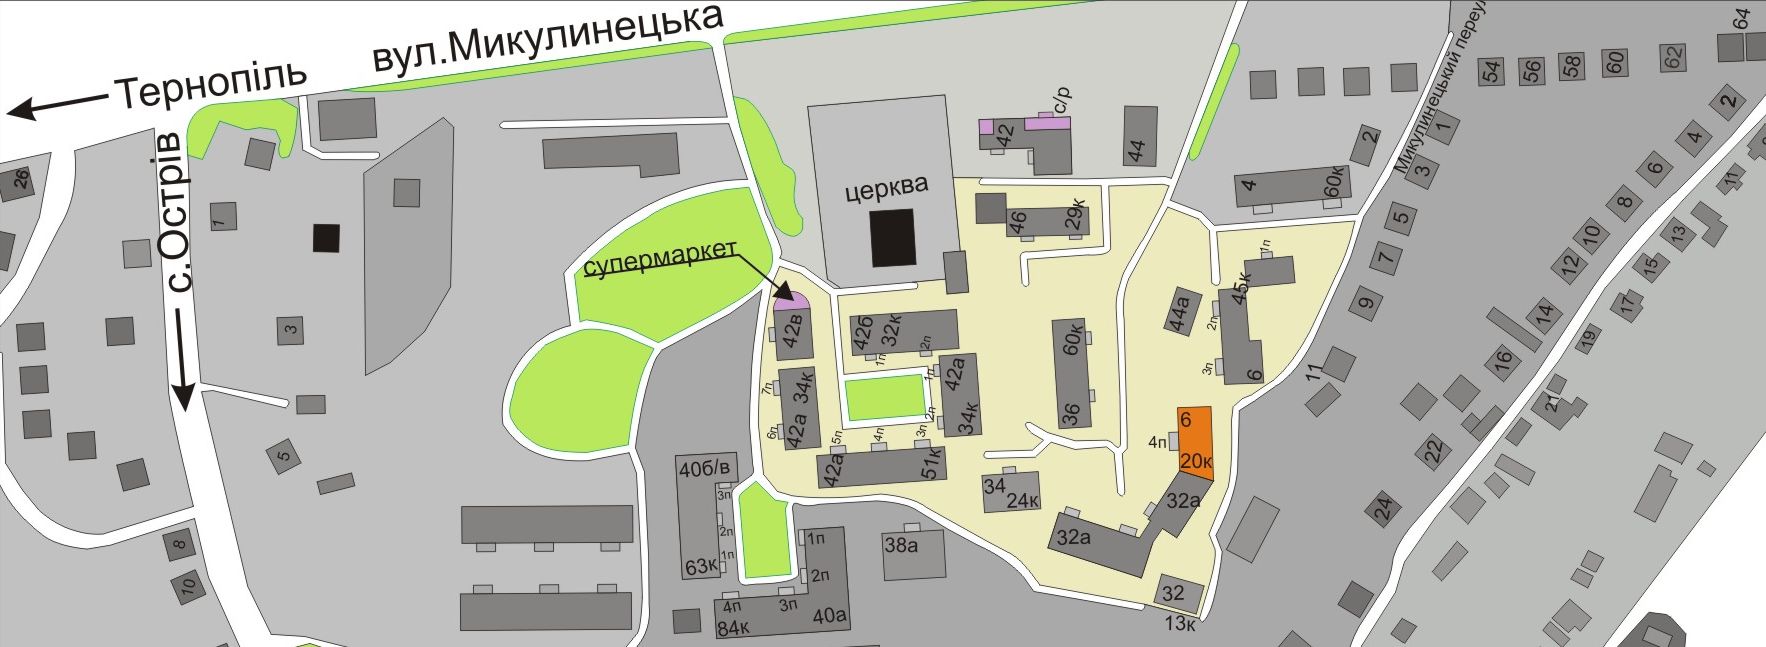 вул.Микулинецька
Тернопіль
с.Острів
церква
супермаркет
с/р
Микулинецький переул
26
1
3
5
8
10
42
44
46
29к
4
60к
2
54
56
58
60
62
64
1
3
5
7
9
11
2
4
6
8
10
12
14
16
22
24
11
13
15
17
19
21
42в
42б
32к
1п
2п
42а
34к
7п
6п
42а
34к
1п
2п
42а
51к
5п
4п
3п
60к
36
44а
45к
1п
2п
3п
6
6
20к
4п
32а
32а
32
13к
34
24к
38а
40б/в
63к
3п
2п
1п
1п
2п
3п
4п
84к
40а